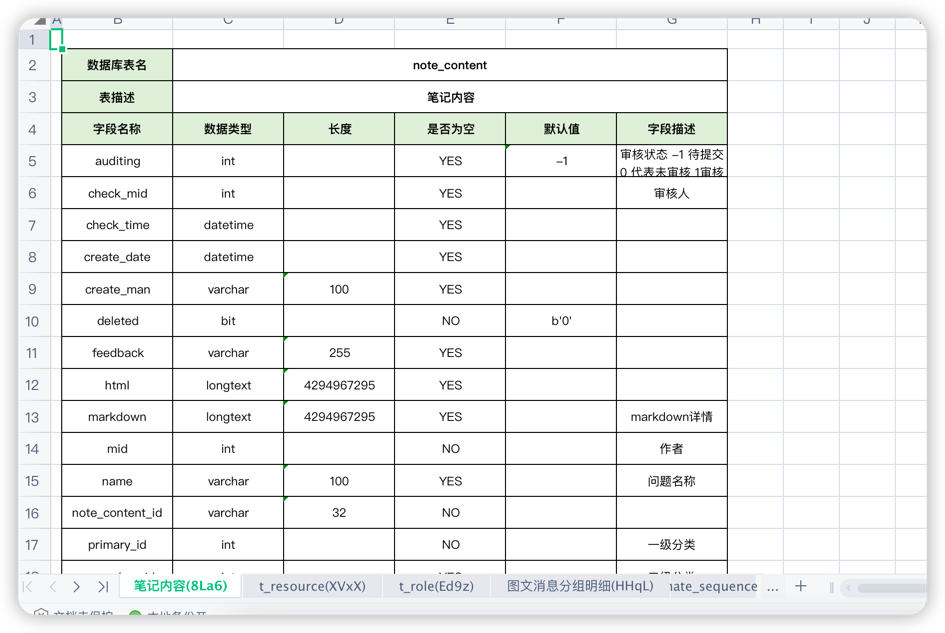 A B C D E F G H I J
1
2 数据库表名 note_content
3 表描述 笔记内容
4 字段名称 数据类型 长度 是否为空 默认值 字段描述
5 auditing int YES -1 审核状态 -1 待提交
0 代表未审核 1审核
6 check_mid int YES 审核人
7 check_time datetime YES
8 create_date datetime YES
9 create_man varchar 100 YES
10 deleted bit NO b'0'
11 feedback varchar 255 YES
12 html longtext 4294967295 YES
13 markdown longtext 4294967295 YES markdown详情
14 mid int NO 作者
15 name varchar 100 YES 问题名称
16 note_content_id varchar 32 NO
17 primary_id int NO 一级分类
笔记内容(8La6) t_resource(XVxX) t_role(Ed9z) 图文消息分组明细(HHqL) nate_sequence ...